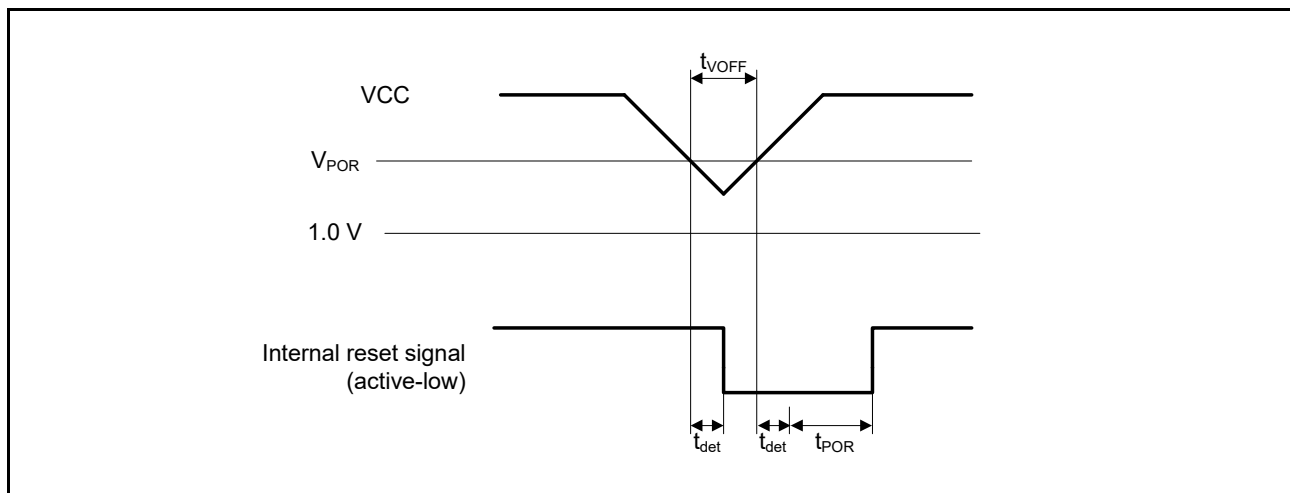 tVOFF
VCC
VPOR
1.0 V
Internal reset signal
(active-low)
tdet
tdet
tPOR